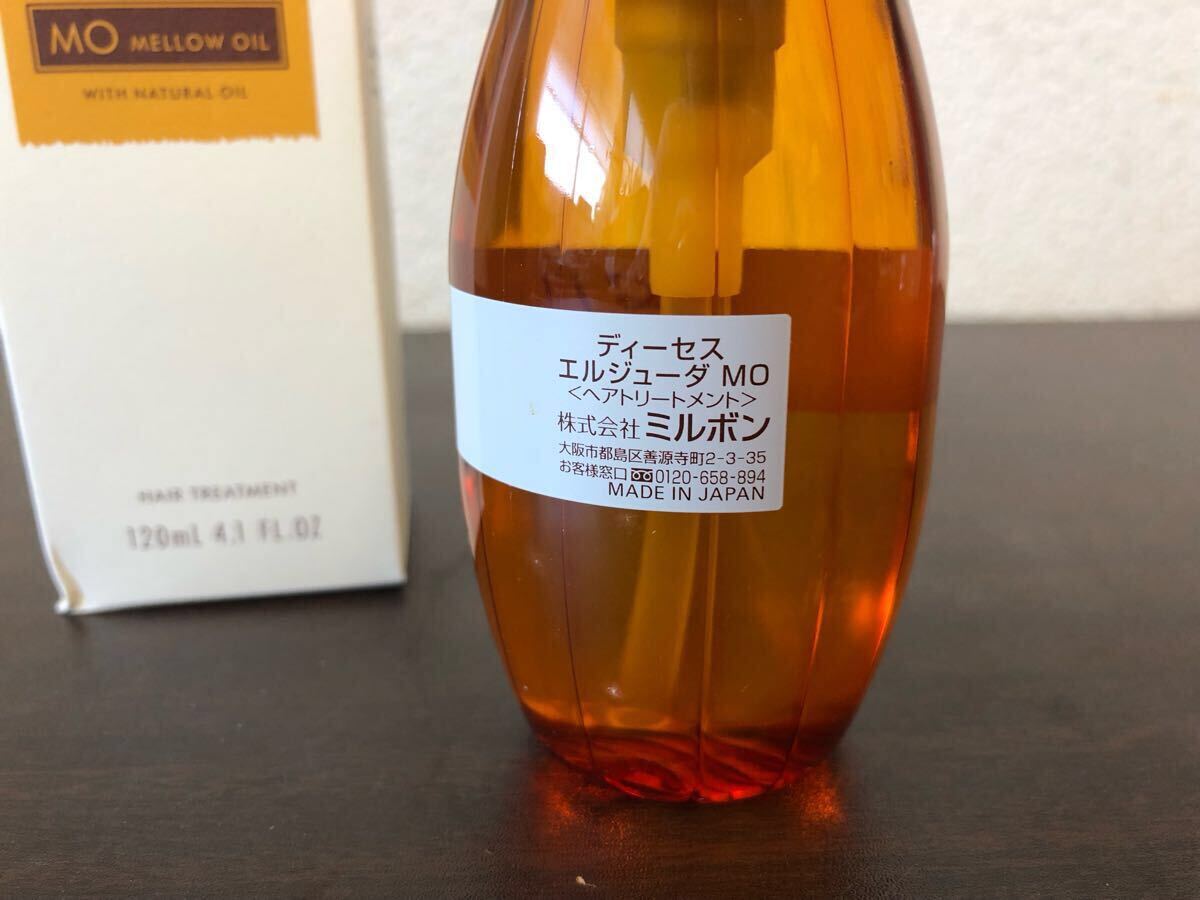 MO MELLOW OIL
WITH NATURAL OIL
HAIR TREATMENT
120mL 4.1 FL.OZ
ディーセス
エルジューダ MO
<ヘアトリートメント>
株式会社 ミルボン
大阪市都島区善源寺町2-3-35
お客様窓口 0120-658-894
MADE IN JAPAN